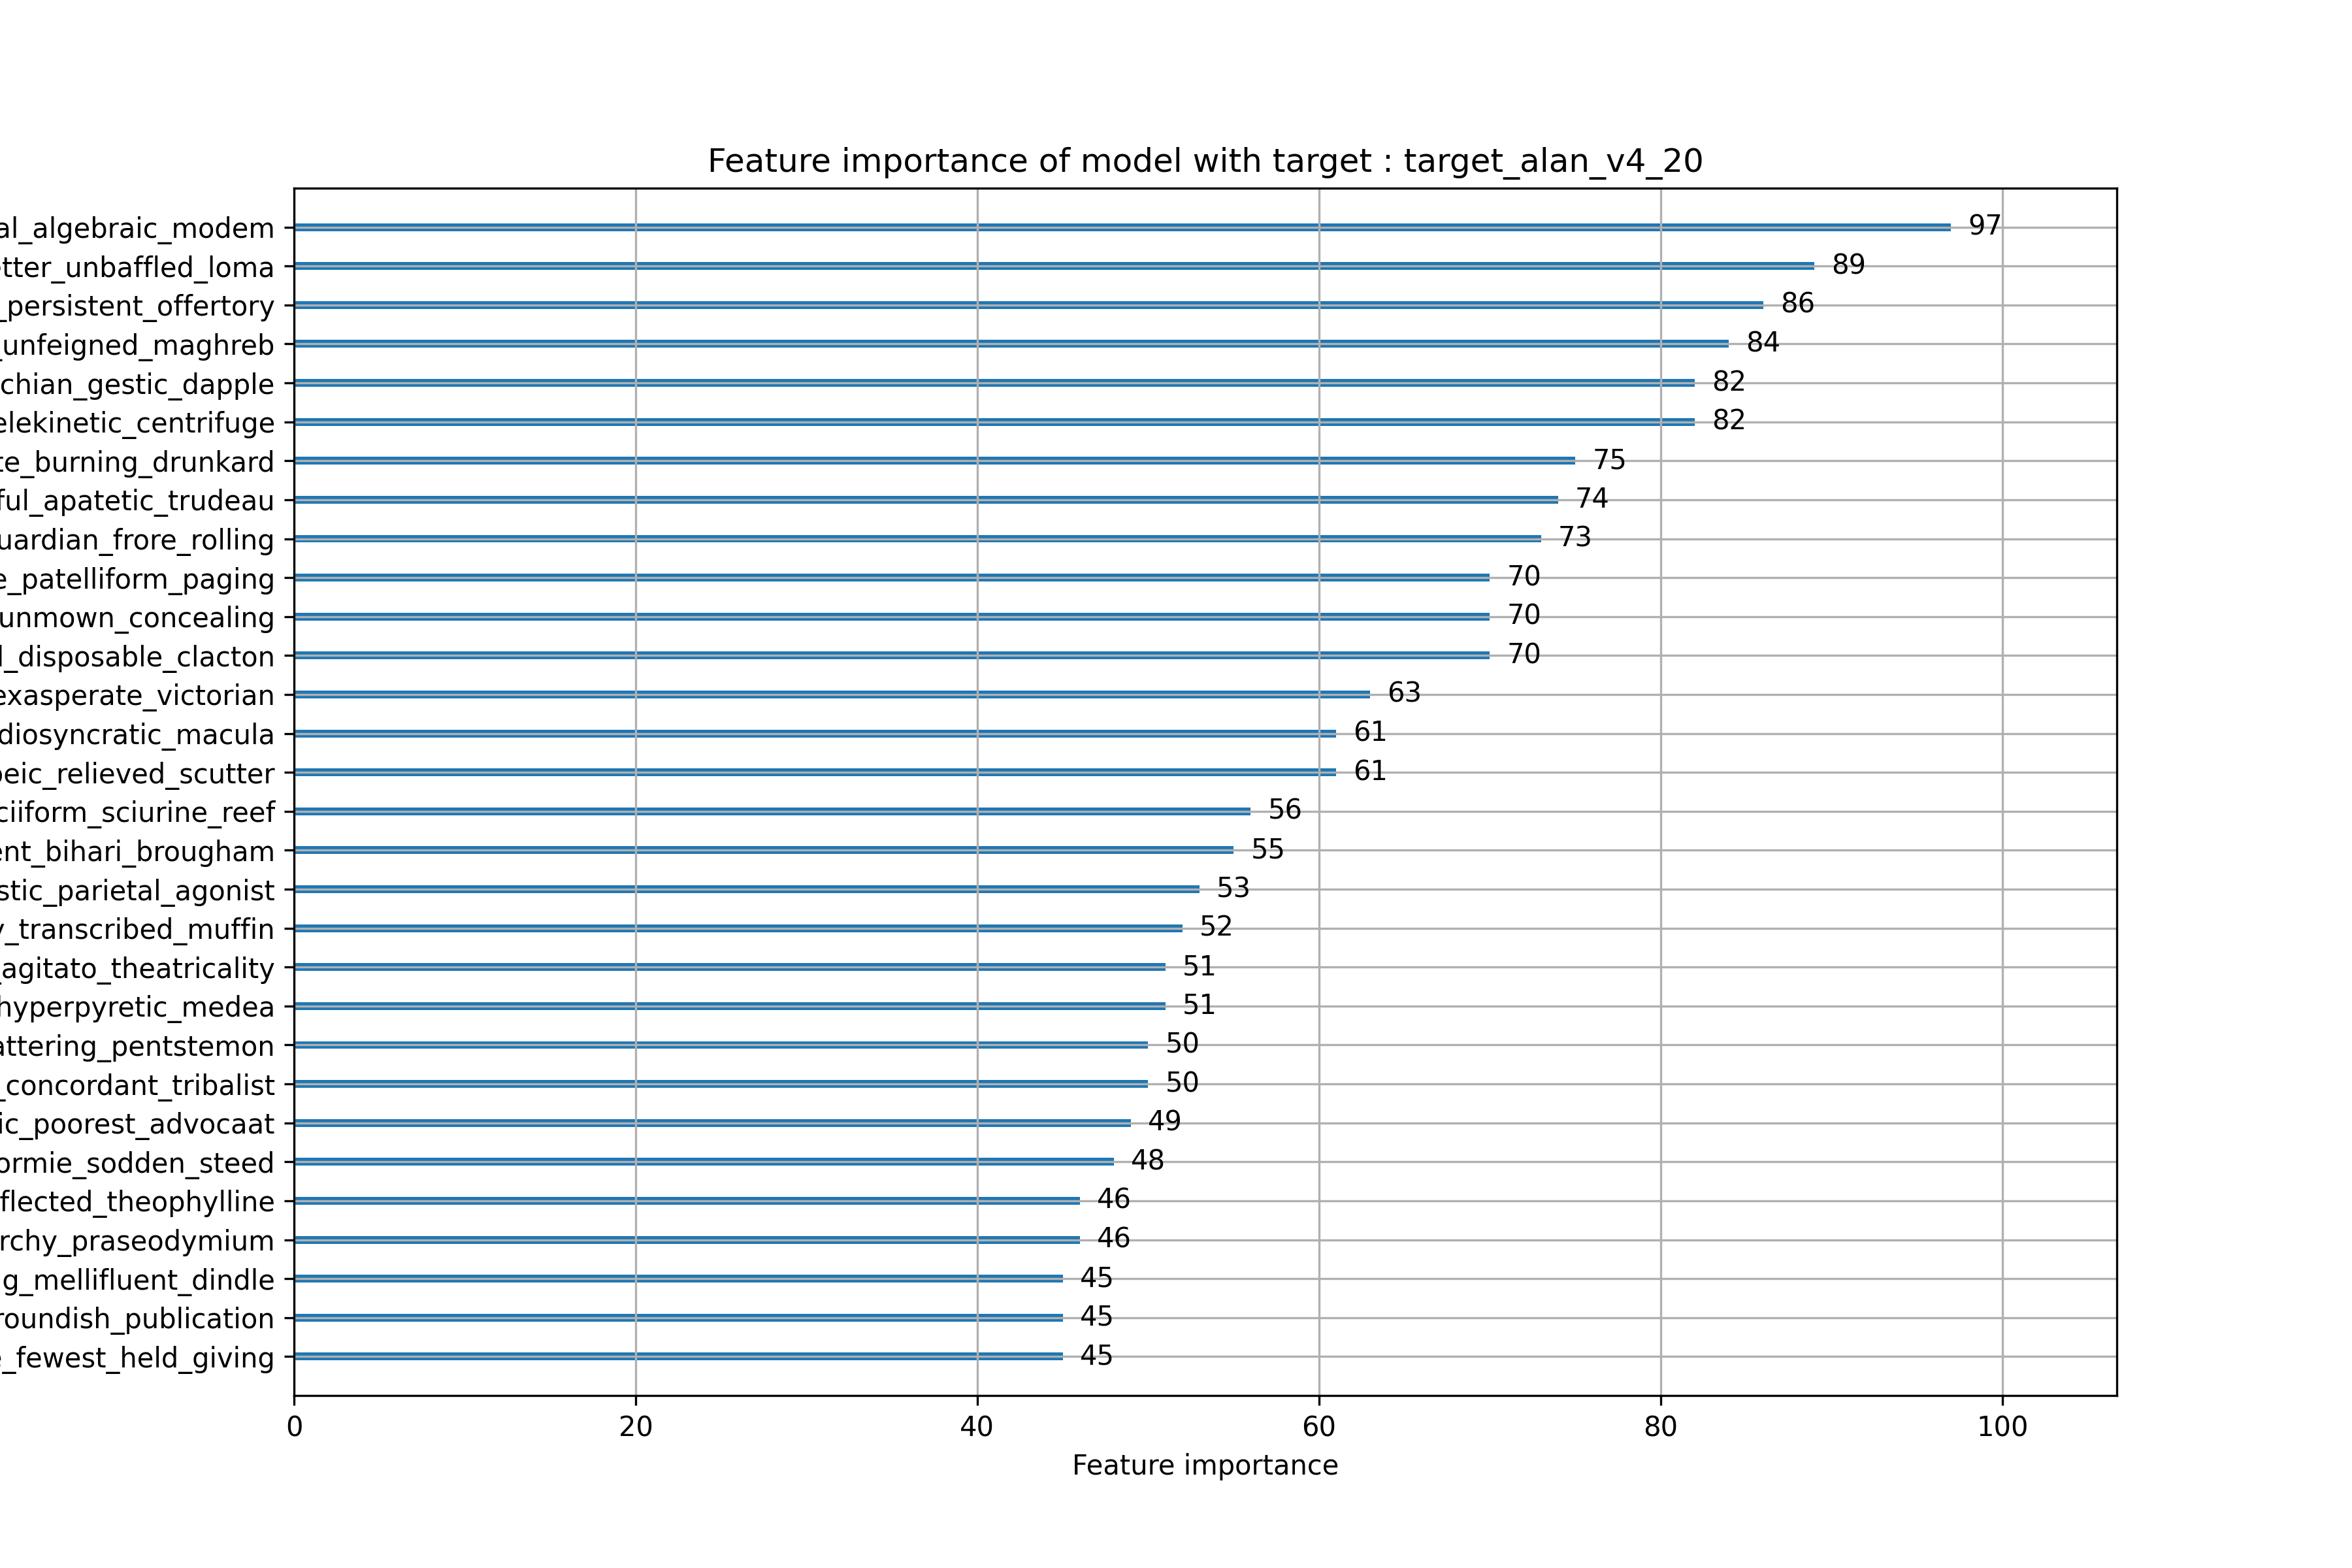 Feature importance of model with target : target_alan_v4_20
al_algebraic_modem 97
tter_unbaffled_loma 89
_persistent_offertory 86
_unfeigned_maghreb 84
chian_gestic_dapple 82
elekinetic_centrifuge 82
te_burning_drunkard 75
ful_apatetic_trudeau 74
uardian_frore_rolling 73
e_patelliform_paging 70
unmown_concealing 70
l_disposable_clacton 70
exasperate_victorian 63
diosyncratic_macula 61
oeic_relieved_scutter 61
ciiform_sciurine_reef 56
ent_bihari_brougham 55
stic_parietal_agonist 53
y_transcribed_muffin 52
_agitato_theatricality 51
hyperpyretic_medea 51
attering_pentstemon 50
_concordant_tribalist 50
ic_poorest_advocaat 49
ormie_sodden_steed 48
flected_theophylline 46
rchy_praseodymium 46
g_mellifluent_dindle 45
roundish_publication 45
e_fewest_held_giving 45
0 20 40 60 80 100
Feature importance